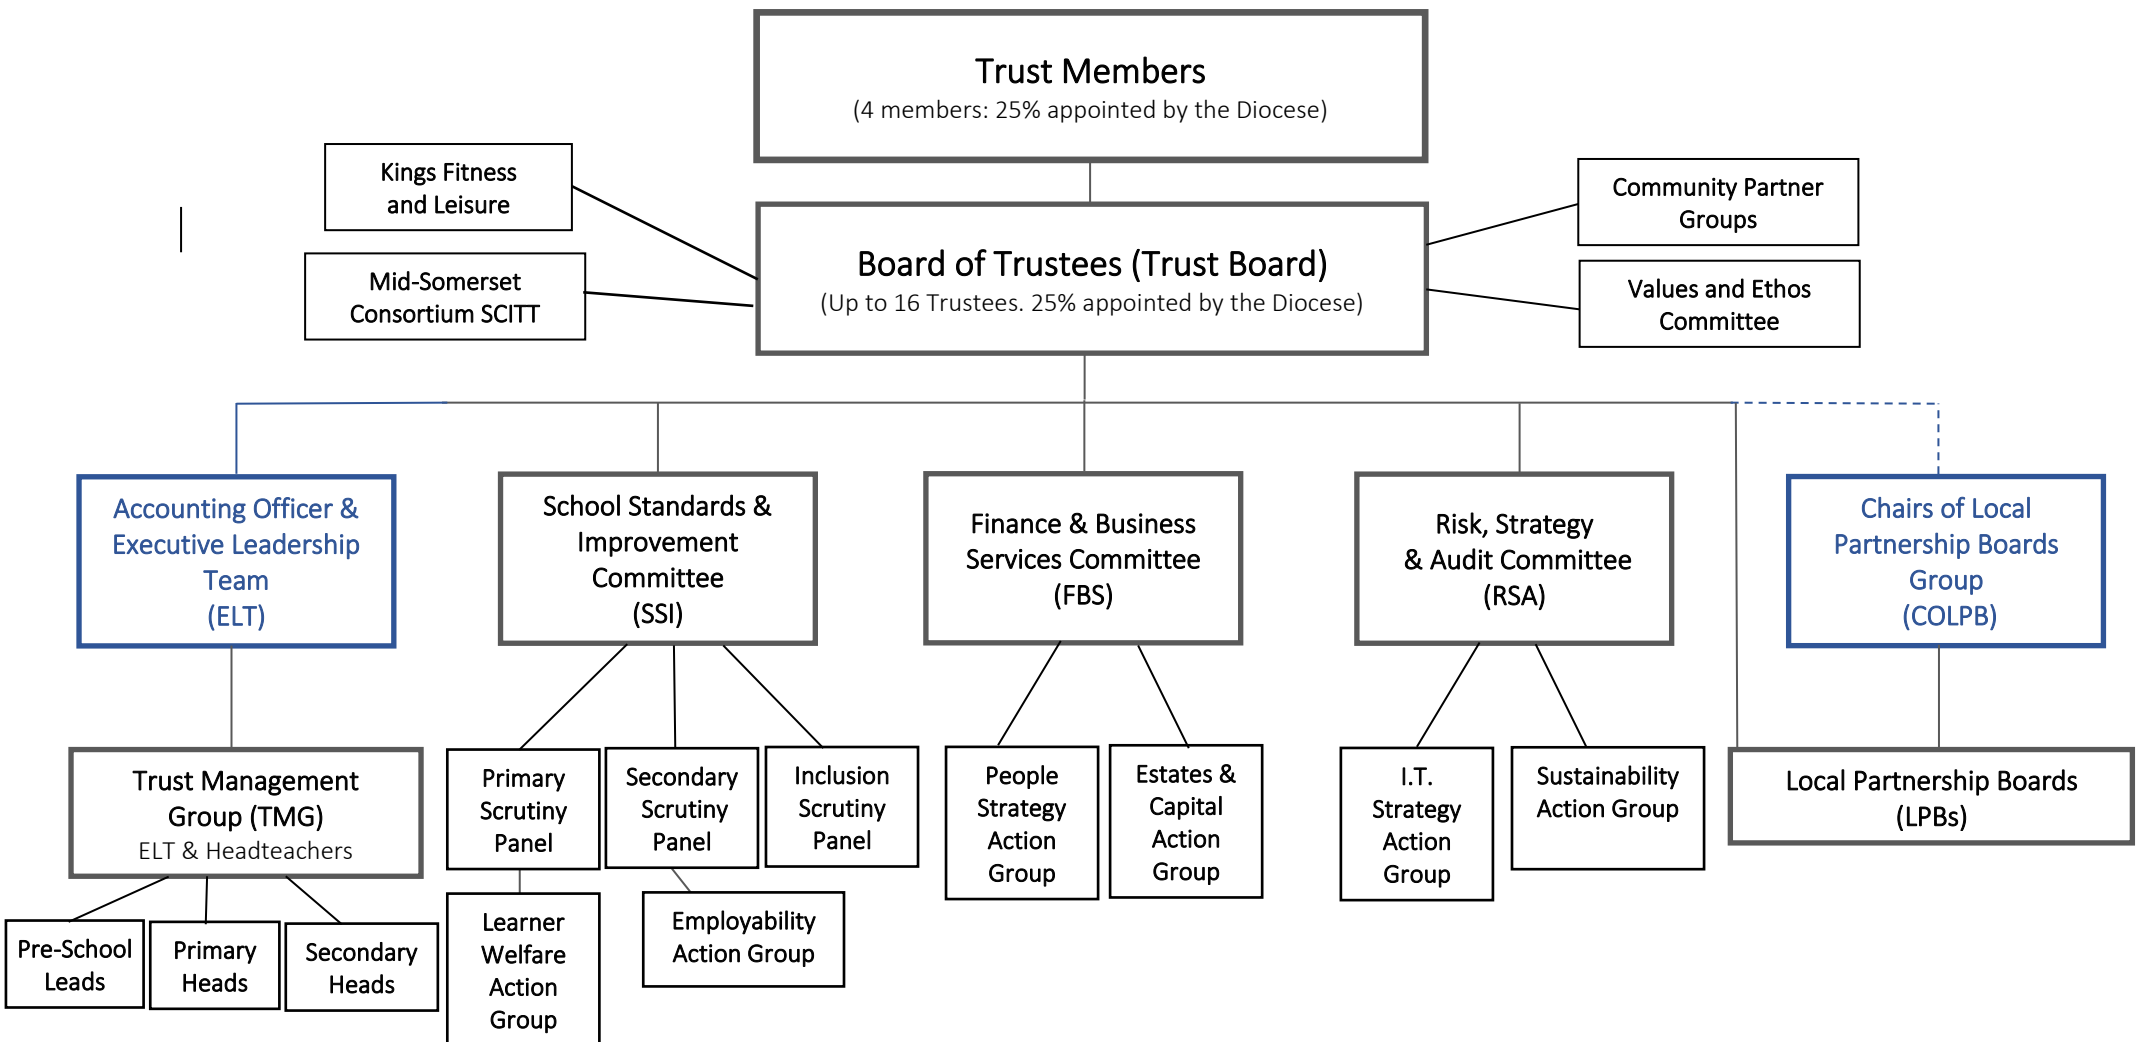 Trust Members
(4 members: 25% appointed by the Diocese)
Kings Fitness
and Leisure
Community Partner
Groups
Board of Trustees (Trust Board)
(Up to 16 Trustees. 25% appointed by the Diocese)
Mid-Somerset
Consortium SCITT
Values and Ethos
Committee
Accounting Officer &
Executive Leadership
Team
(ELT)
School Standards &
Improvement
Committee
(SSI)
Finance & Business
Services Committee
(FBS)
Risk, Strategy
& Audit Committee
(RSA)
Chairs of Local
Partnership Boards
Group
(COLPB)
Trust Management
Group (TMG)
ELT & Headteachers
Primary
Scrutiny
Panel
Secondary
Scrutiny
Panel
Inclusion
Scrutiny
Panel
People
Strategy
Action
Group
Estates &
Capital
Action
Group
I.T.
Strategy
Action
Group
Sustainability
Action Group
Local Partnership Boards
(LPBs)
Pre-School
Leads
Primary
Heads
Secondary
Heads
Learner
Welfare
Action
Group
Employability
Action Group